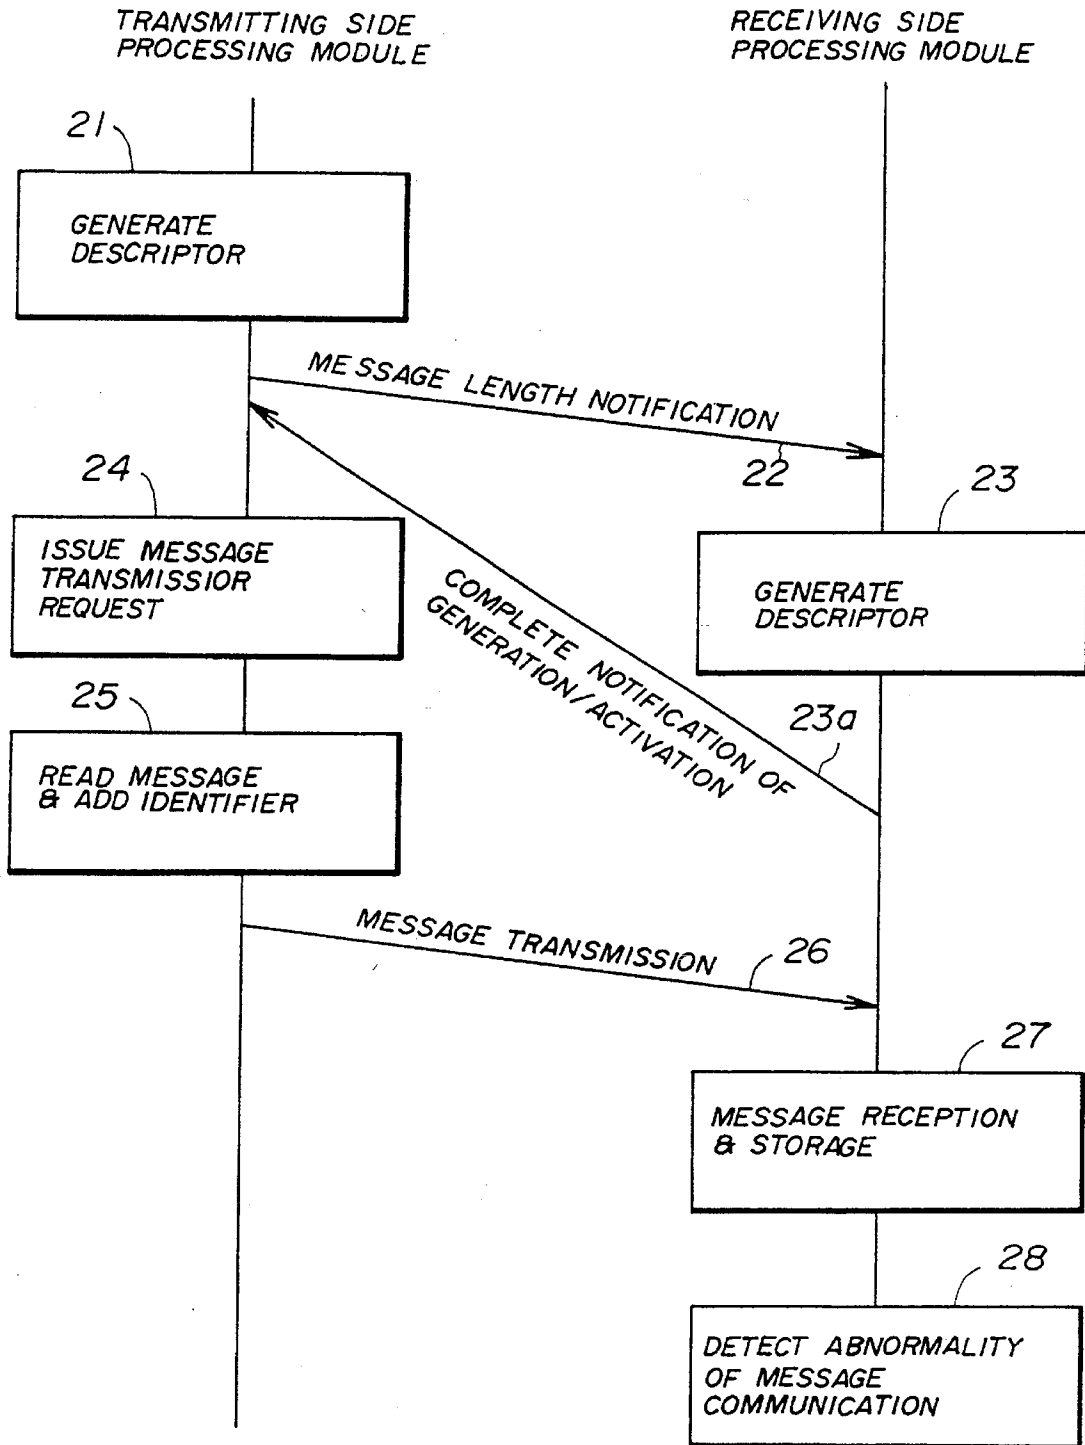 TRANSMITTING SIDE
PROCESSING MODULE
RECEIVING SIDE
PROCESSING MODULE
21
GENERATE
DESCRIPTOR
MESSAGE LENGTH NOTIFICATION
22
23
GENERATE
DESCRIPTOR
COMPLETE NOTIFICATION OF
GENERATION/ACTIVATION
23a
24
ISSUE MESSAGE
TRANSMISSIOR
REQUEST
25
READ MESSAGE
& ADD IDENTIFIER
MESSAGE TRANSMISSION
26
27
MESSAGE RECEPTION
& STORAGE
28
DETECT ABNORMALITY
OF MESSAGE
COMMUNICATION